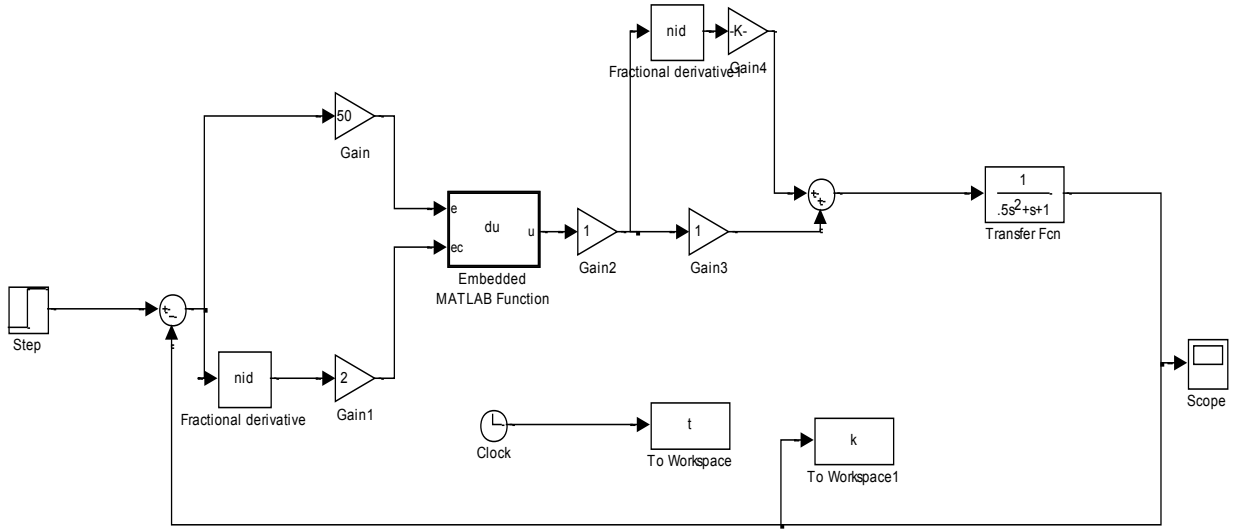 nid
-K-
Fractional derivative1
Gain4
50
Gain
e
du
u
ec
Embedded
MATLAB Function
1
Gain2
1
Gain3
+
+
1
.5s2+s+1
Transfer Fcn
Step
+
-
nid
Fractional derivative
2
Gain1
Clock
t
To Workspace
k
To Workspace1
Scope